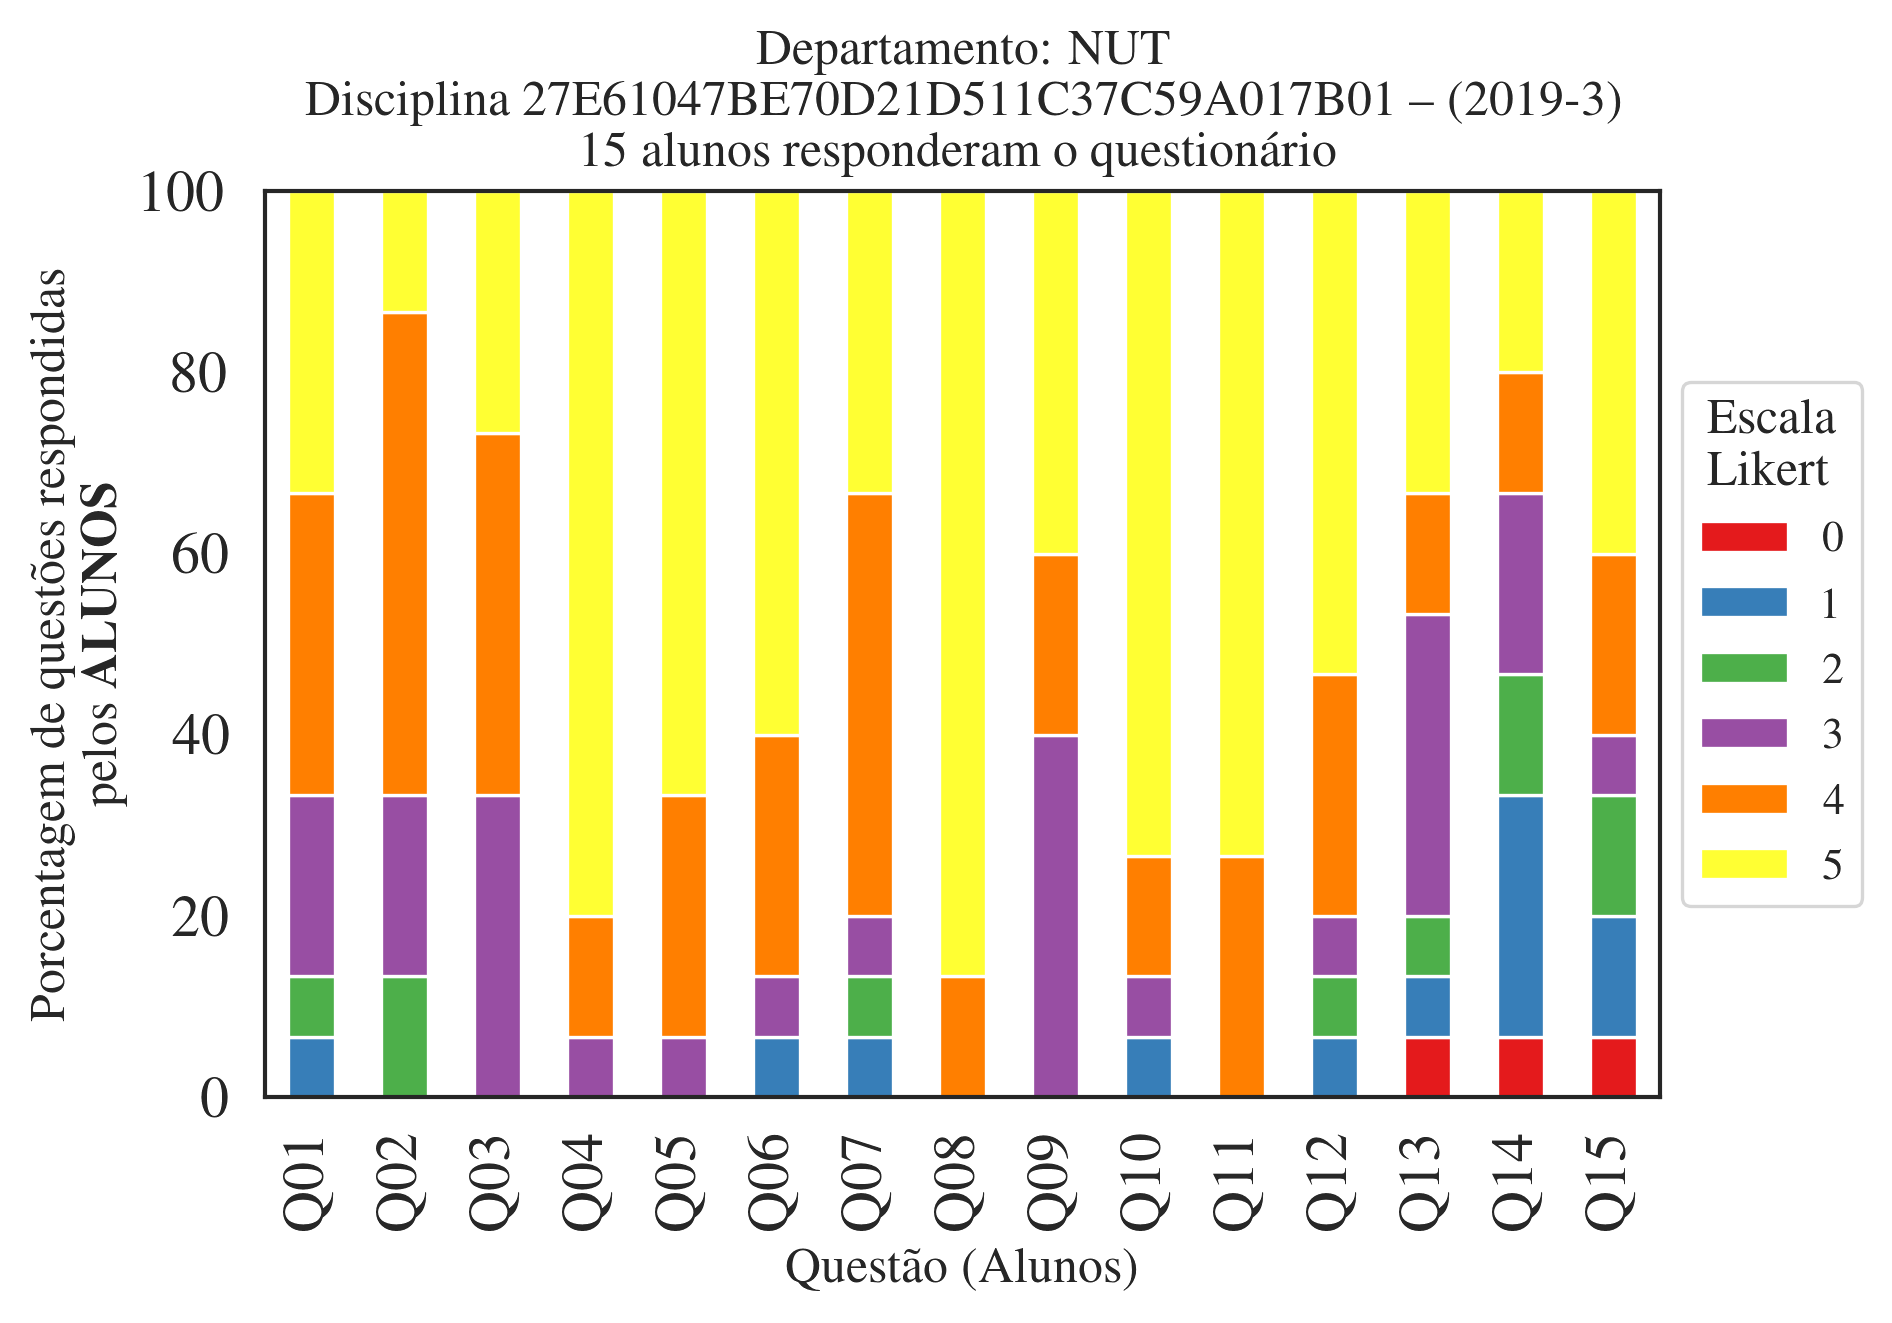 Departamento: NUT
Disciplina 27E61047BE70D21D511C37C59A017B01 – (2019-3)
15 alunos responderam o questionário
Porcentagem de questões respondidas
pelos ALUNOS
100
80
60
40
20
0
Q01
Q02
Q03
Q04
Q05
Q06
Q07
Q08
Q09
Q10
Q11
Q12
Q13
Q14
Q15
Questão (Alunos)
Escala
Likert
0
1
2
3
4
5